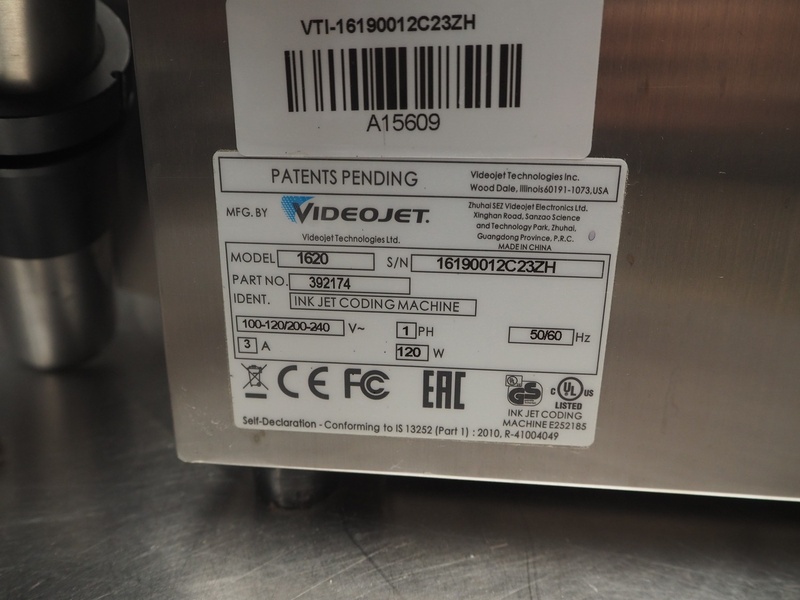 VTI-16190012C23ZH
A15609
PATENTS PENDING
Videojet Technologies Inc.
Wood Dale, Illinois60191-1073,USA
MFG. BY VIDEOJET.
Videojet Technologies Ltd.
Zhuhai SEZ Videojet Electronics Ltd.
Xinghan Road, Sanzao Science
and Technology Park, Zhuhai,
Guangdong Province, P.R.C.
MADE IN CHINA
MODEL 1620 S/N 16190012C23ZH
PART NO. 392174
IDENT. INK JET CODING MACHINE
100-120/200-240 V~ 1 PH 50/60 Hz
3 A 120 W
CE FC EAC GS c UL US
LISTED
INK JET CODING
MACHINE E252185
Self-Declaration - Conforming to IS 13252 (Part 1) : 2010, R-41004049